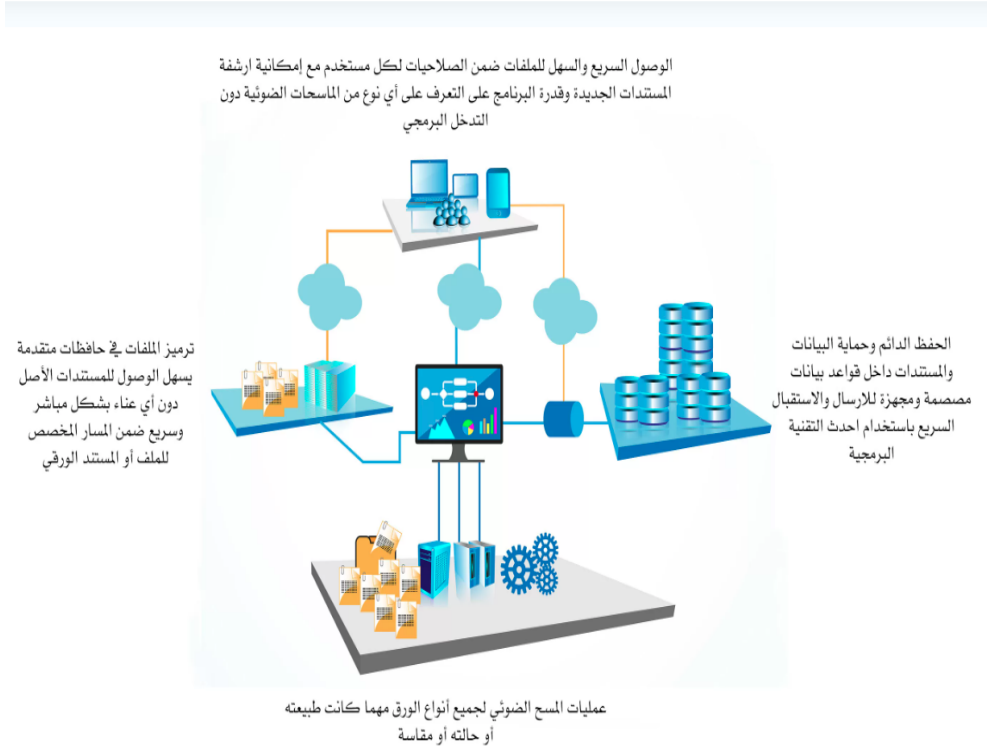 الوصول السريع والسهل للملفات ضمن الصلاحيات لكل مستخدم مع إمكانية ارشفة
المستندات الجديدة وقدرة البرنامج على التعرف على أي نوع من الماسحات الضوئية دون
التدخل البرمجي
الحفظ الدائم وحماية البيانات
والمستندات داخل قواعد بيانات
مصصمة ومجهزة للارسال والاستقبال
السريع باستخدام احدث التقنية
البرمجية
ترميز الملفات في حافظات متقدمة
يسهل الوصول للمستندات الأصل
دون أي عناء بشكل مباشر
وسريع ضمن المسار المخصص
للملف أو المستند الورقي
عمليات المسح الضوئي لجميع أنواع الورق مهما كانت طبيعته
أو حالته أو مقاسة